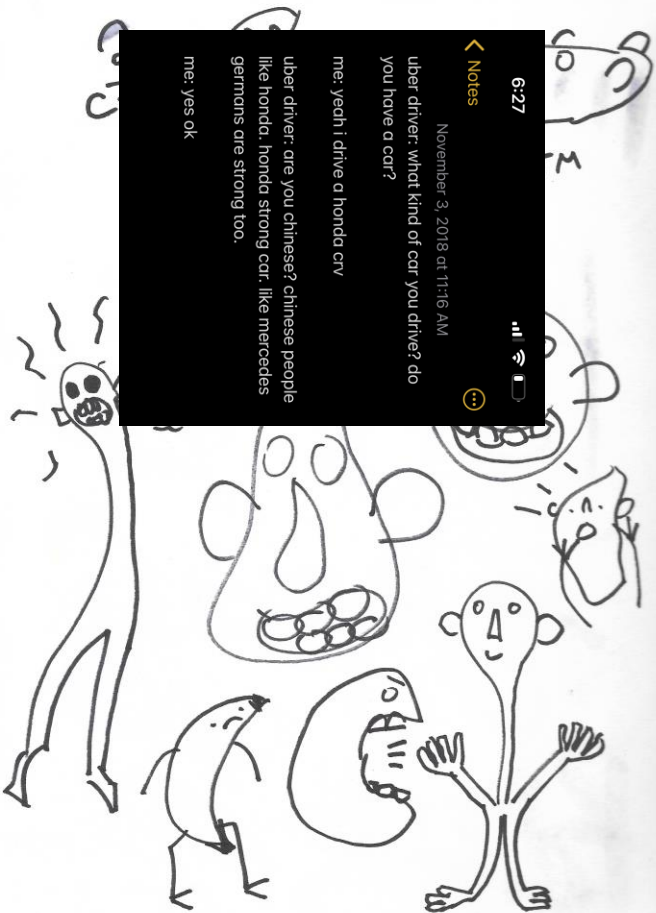 6:27
Notes
November 3, 2018 at 11:16 AM
uber driver: what kind of car you drive? do
you have a car?
me: yeah i drive a honda crv
uber driver: are you chinese? chinese people
like honda. honda strong car. like mercedes
germans are strong too.
me: yes ok